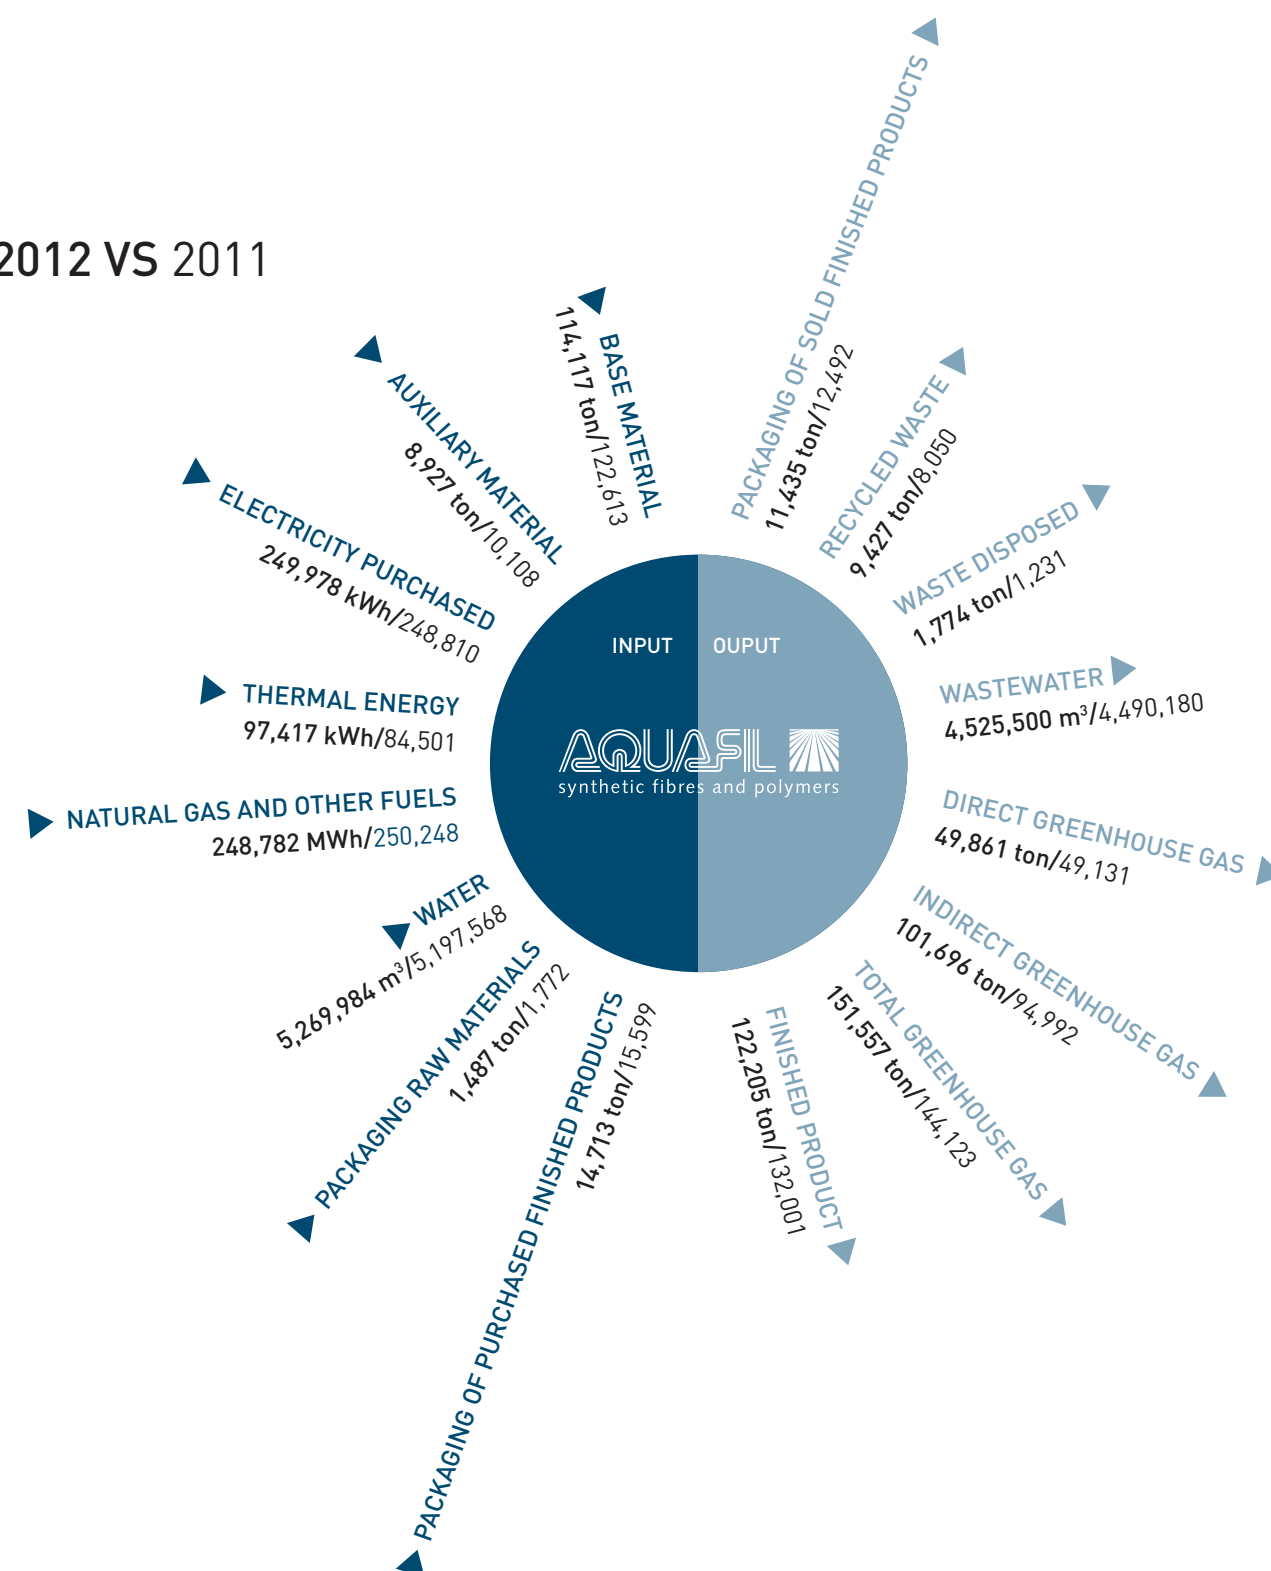 2012 VS 2011
BASE MATERIAL
114,117 ton/122,613
AUXILIARY MATERIAL
8,927 ton/10,108
ELECTRICITY PURCHASED
249,978 kWh/248,810
THERMAL ENERGY
97,417 kWh/84,501
NATURAL GAS AND OTHER FUELS
248,782 MWh/250,248
WATER
5,269,984 m³/5,197,568
PACKAGING RAW MATERIALS
1,487 ton/1,772
PACKAGING OF PURCHASED FINISHED PRODUCTS
14,713 ton/15,599
INPUT
OUPUT
AQUAFIL
synthetic fibres and polymers
PACKAGING OF SOLD FINISHED PRODUCTS
11,435 ton/12,492
RECYCLED WASTE
9,427 ton/8,050
WASTE DISPOSED
1,774 ton/1,231
WASTEWATER
4,525,500 m³/4,490,180
DIRECT GREENHOUSE GAS
49,861 ton/49,131
INDIRECT GREENHOUSE GAS
101,696 ton/94,992
TOTAL GREENHOUSE GAS
151,557 ton/144,123
FINISHED PRODUCT
122,205 ton/132,001